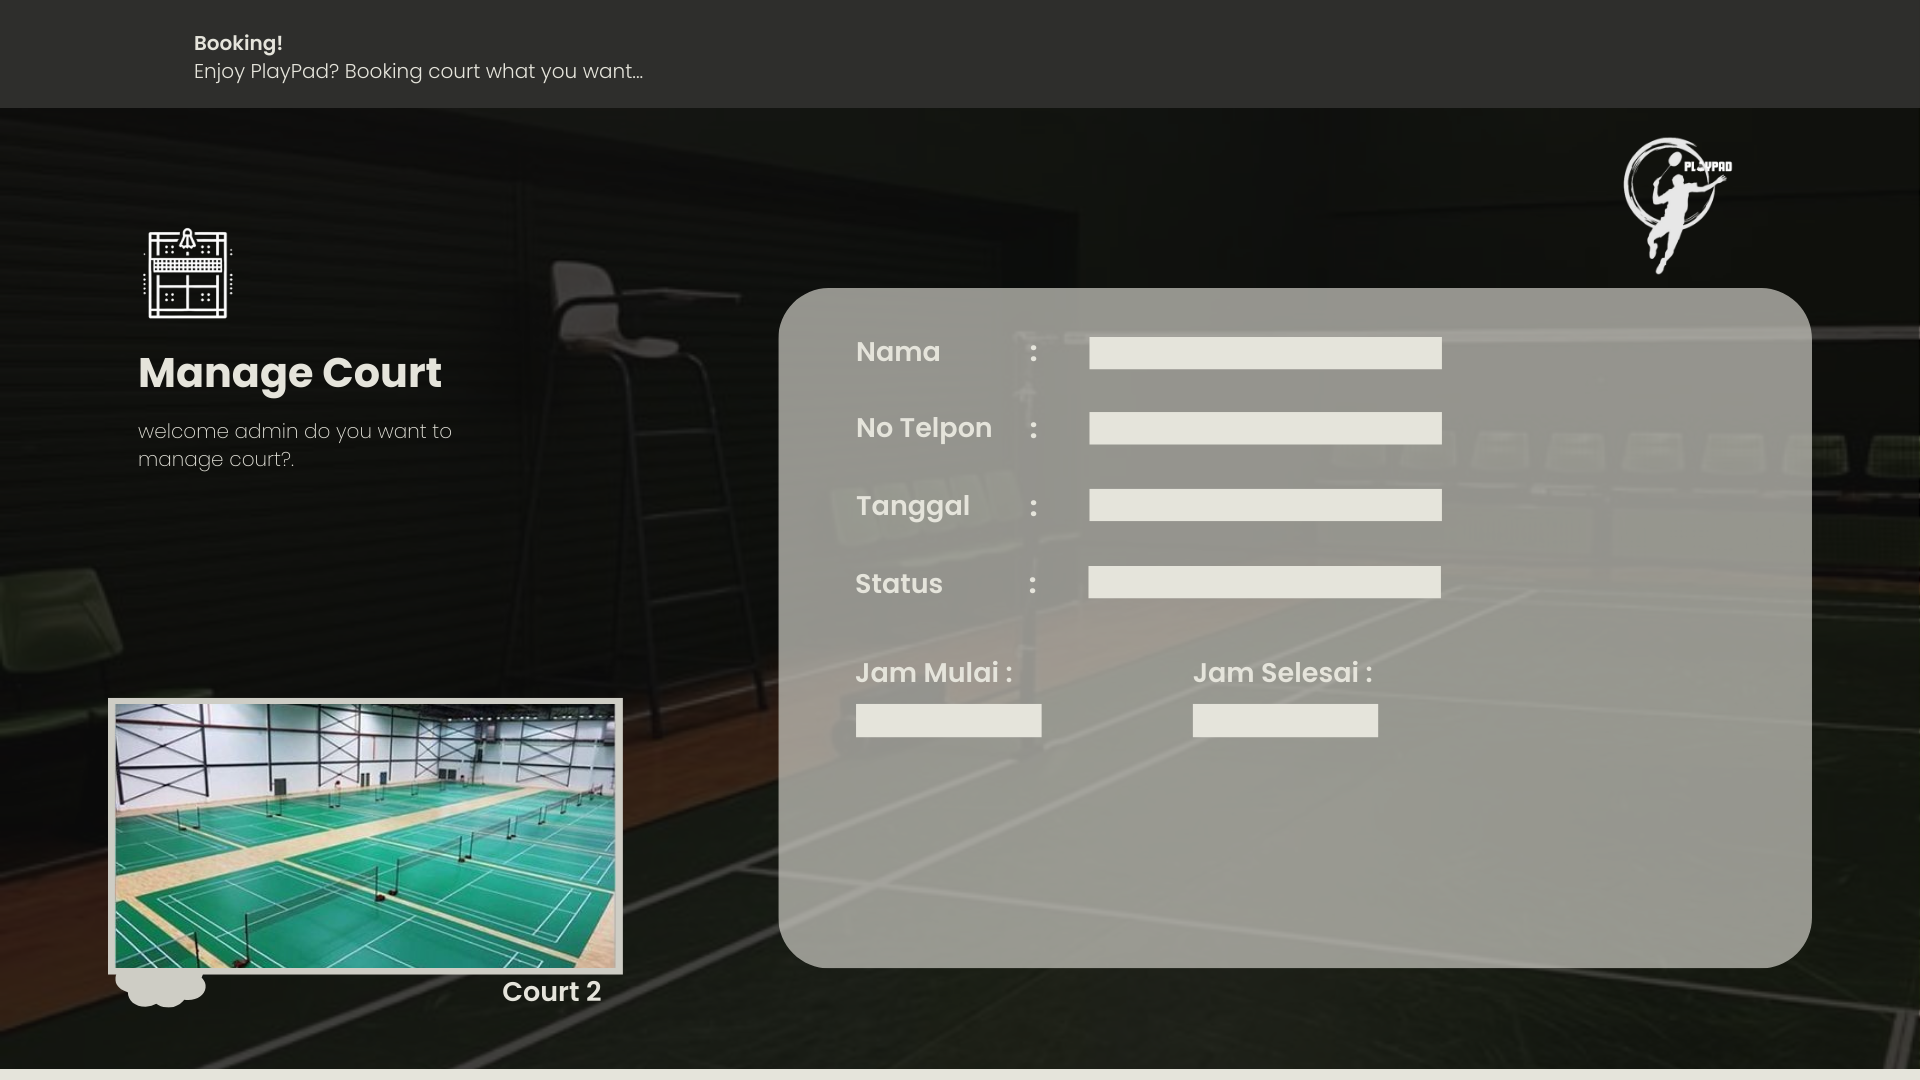 Booking!
Enjoy PlayPad? Booking court what you want...
PLAYPAD
Manage Court
welcome admin do you want to
manage court?.
Nama :
No Telpon :
Tanggal :
Status :
Jam Mulai : Jam Selesai :
Court 2